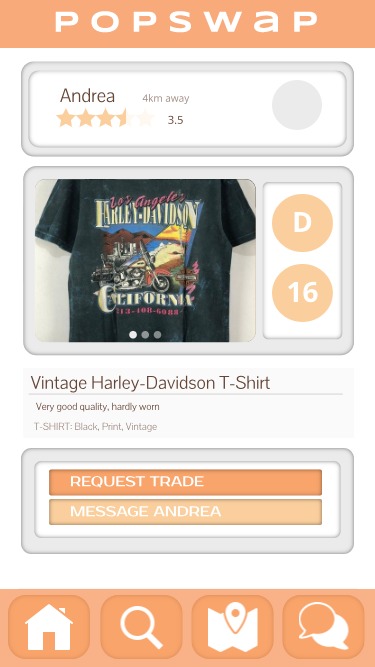 POPSWAP
Andrea
4km away
3.5
Los Angeles
HARLEY-DAVIDSON
CALIFORNIA
213-408-6088
D
16
Vintage Harley-Davidson T-Shirt
Very good quality, hardly worn
T-SHIRT: Black, Print, Vintage
REQUEST TRADE
MESSAGE ANDREA